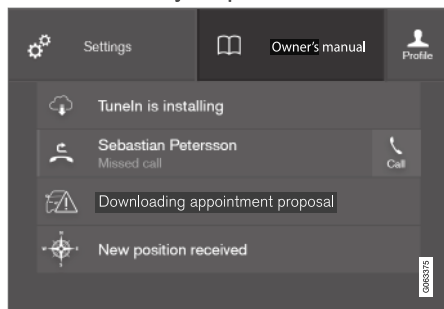 Settings
Owner's manual
Profile
TuneIn is installing
Sebastian Petersson
Missed call
Call
Downloading appointment proposal
New position received
G063375